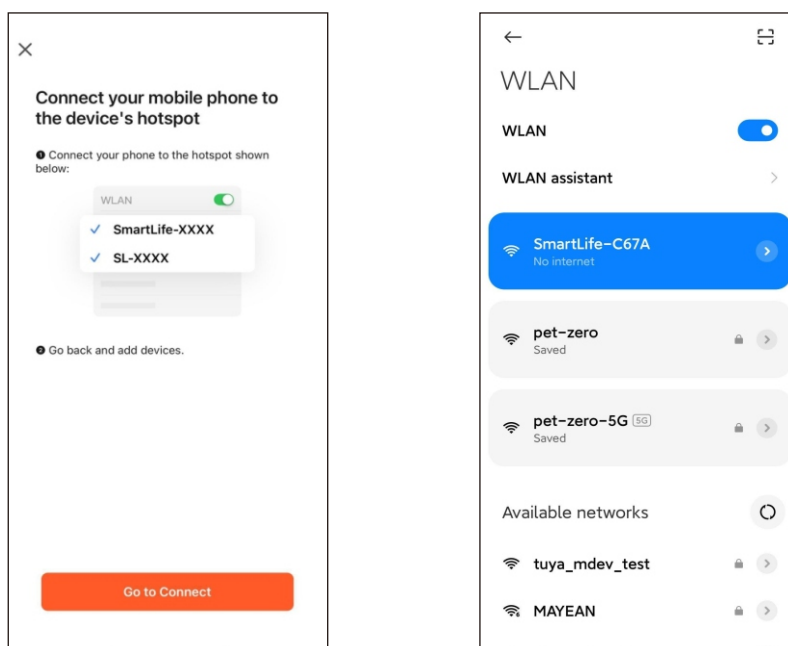 Connect your mobile phone to
the device's hotspot
❶ Connect your phone to the hotspot shown
below:
WLAN
SmartLife-XXXX
SL-XXXX
❷ Go back and add devices.
Go to Connect
WLAN
WLAN
WLAN assistant
SmartLife-C67A
No internet
pet-zero
Saved
pet-zero-5G 5G
Saved
Available networks
tuya_mdev_test
MAYEAN